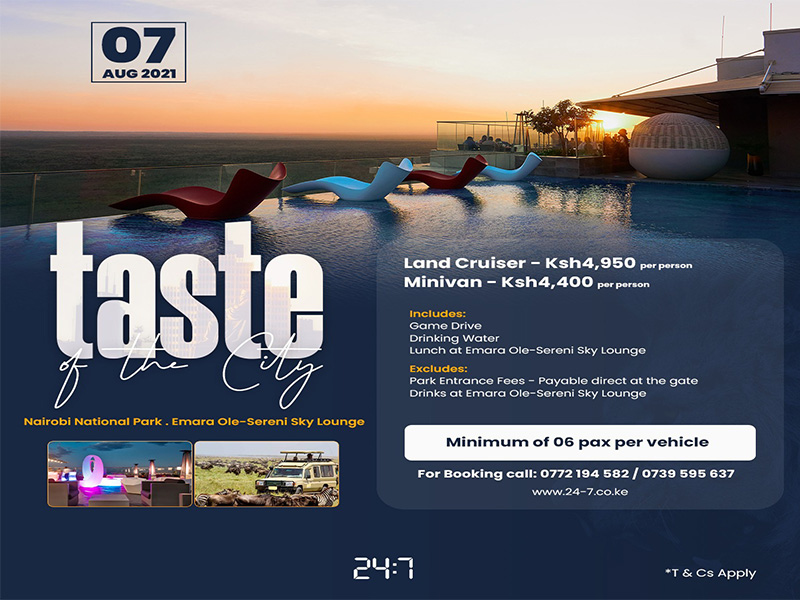 07
AUG 2021
taste
of the City
Nairobi National Park . Emara Ole-Sereni Sky Lounge
Land Cruiser - Ksh4,950 per person
Minivan - Ksh4,400 per person
Includes:
Game Drive
Drinking Water
Lunch at Emara Ole-Sereni Sky Lounge
Excludes:
Park Entrance Fees - Payable direct at the gate
Drinks at Emara Ole-Sereni Sky Lounge
Minimum of 06 pax per vehicle
For Booking call: 0772 194 582 / 0739 595 637
www.24-7.co.ke
24:7
*T & Cs Apply